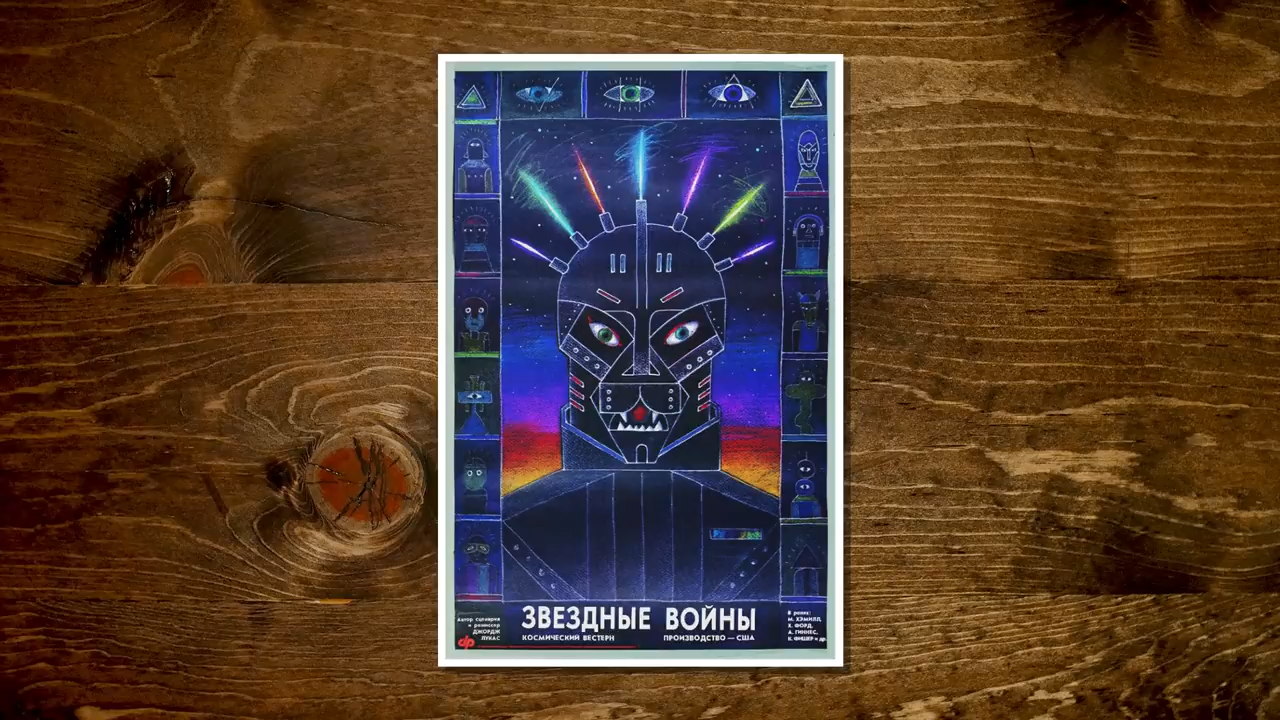 ЗВЕЗДНЫЕ ВОЙНЫ
КОСМИЧЕСКИЙ ВЕСТЕРН ПРОИЗВОДСТВО — США
Автор сценария
и режиссер
ДЖОРДЖ
ЛУКАС
В ролях:
М. ХЭМИЛЛ,
Х. ФОРД,
А. ГИННЕС,
К. ФИШЕР и др.